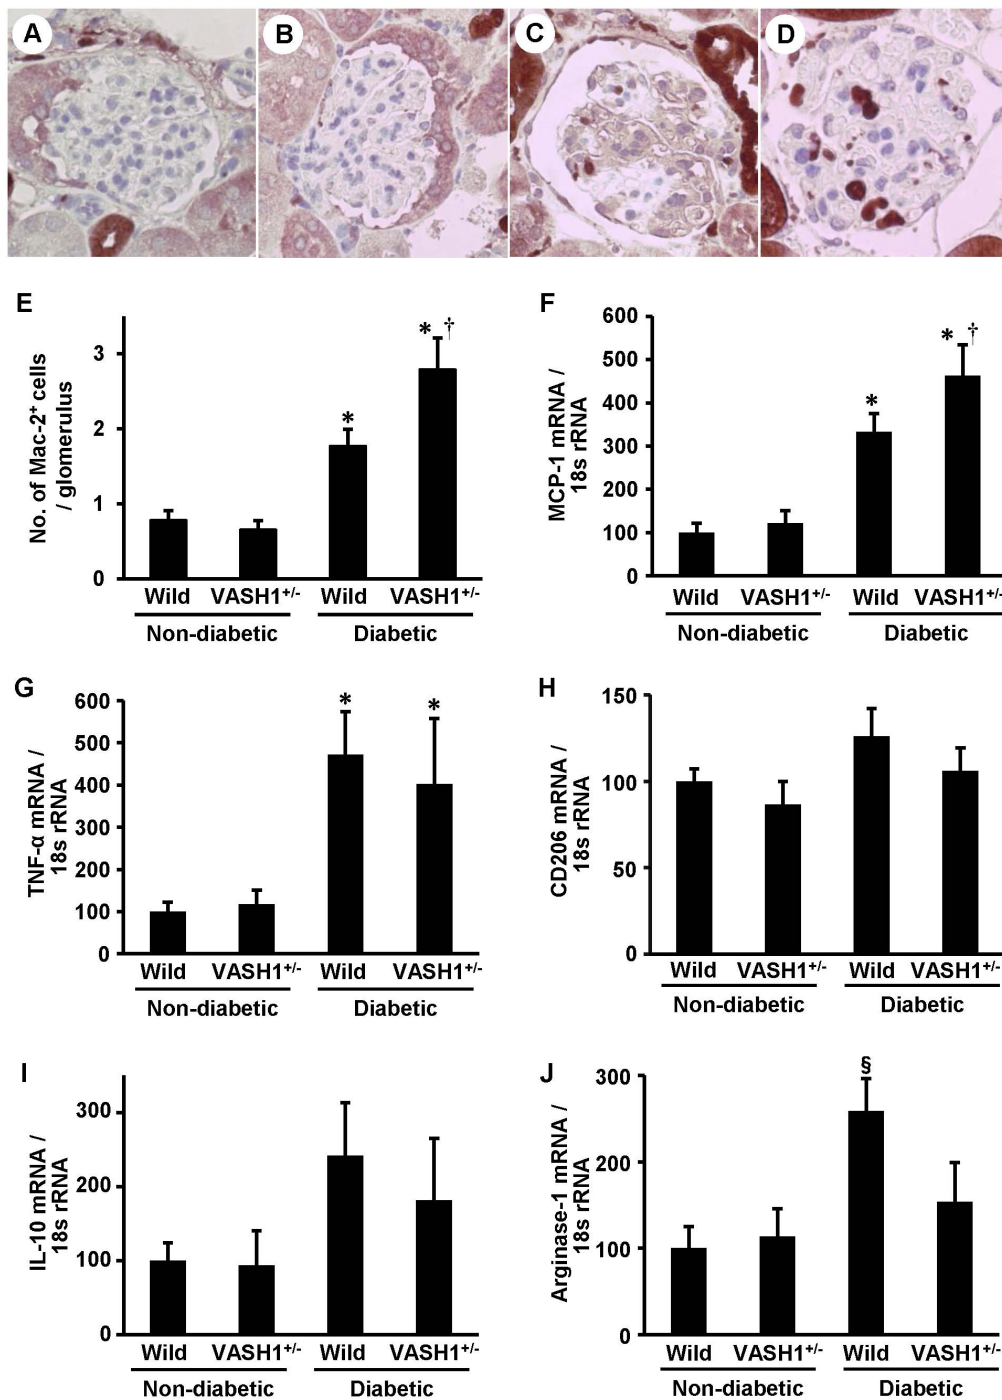 A B C D
E
No. of Mac-2⁺ cells
/ glomerulus
3
2
1
0
* *†
Wild VASH1⁺/⁻ Wild VASH1⁺/⁻
Non-diabetic Diabetic
F
MCP-1 mRNA /
18s rRNA
600
500
400
300
200
100
0
* *†
Wild VASH1⁺/⁻ Wild VASH1⁺/⁻
Non-diabetic Diabetic
G
TNF-α mRNA /
18s rRNA
600
500
400
300
200
100
0
* *
Wild VASH1⁺/⁻ Wild VASH1⁺/⁻
Non-diabetic Diabetic
H
CD206 mRNA /
18s rRNA
150
100
50
0
Wild VASH1⁺/⁻ Wild VASH1⁺/⁻
Non-diabetic Diabetic
I
IL-10 mRNA /
18s rRNA
300
200
100
0
Wild VASH1⁺/⁻ Wild VASH1⁺/⁻
Non-diabetic Diabetic
J
Arginase-1 mRNA /
18s rRNA
300
200
100
0
§
Wild VASH1⁺/⁻ Wild VASH1⁺/⁻
Non-diabetic Diabetic